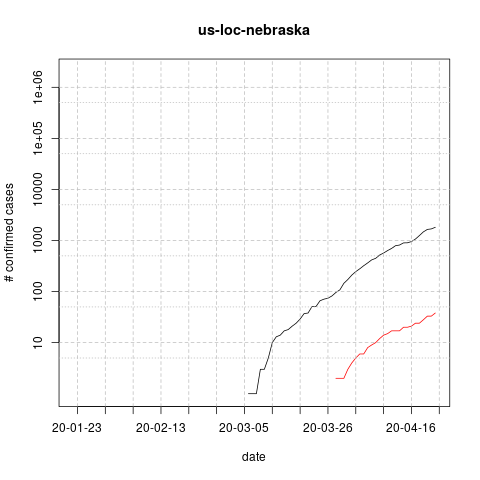 us-loc-nebraska
# confirmed cases
1e+06
1e+05
10000
1000
100
10
20-01-23 20-02-13 20-03-05 20-03-26 20-04-16
date